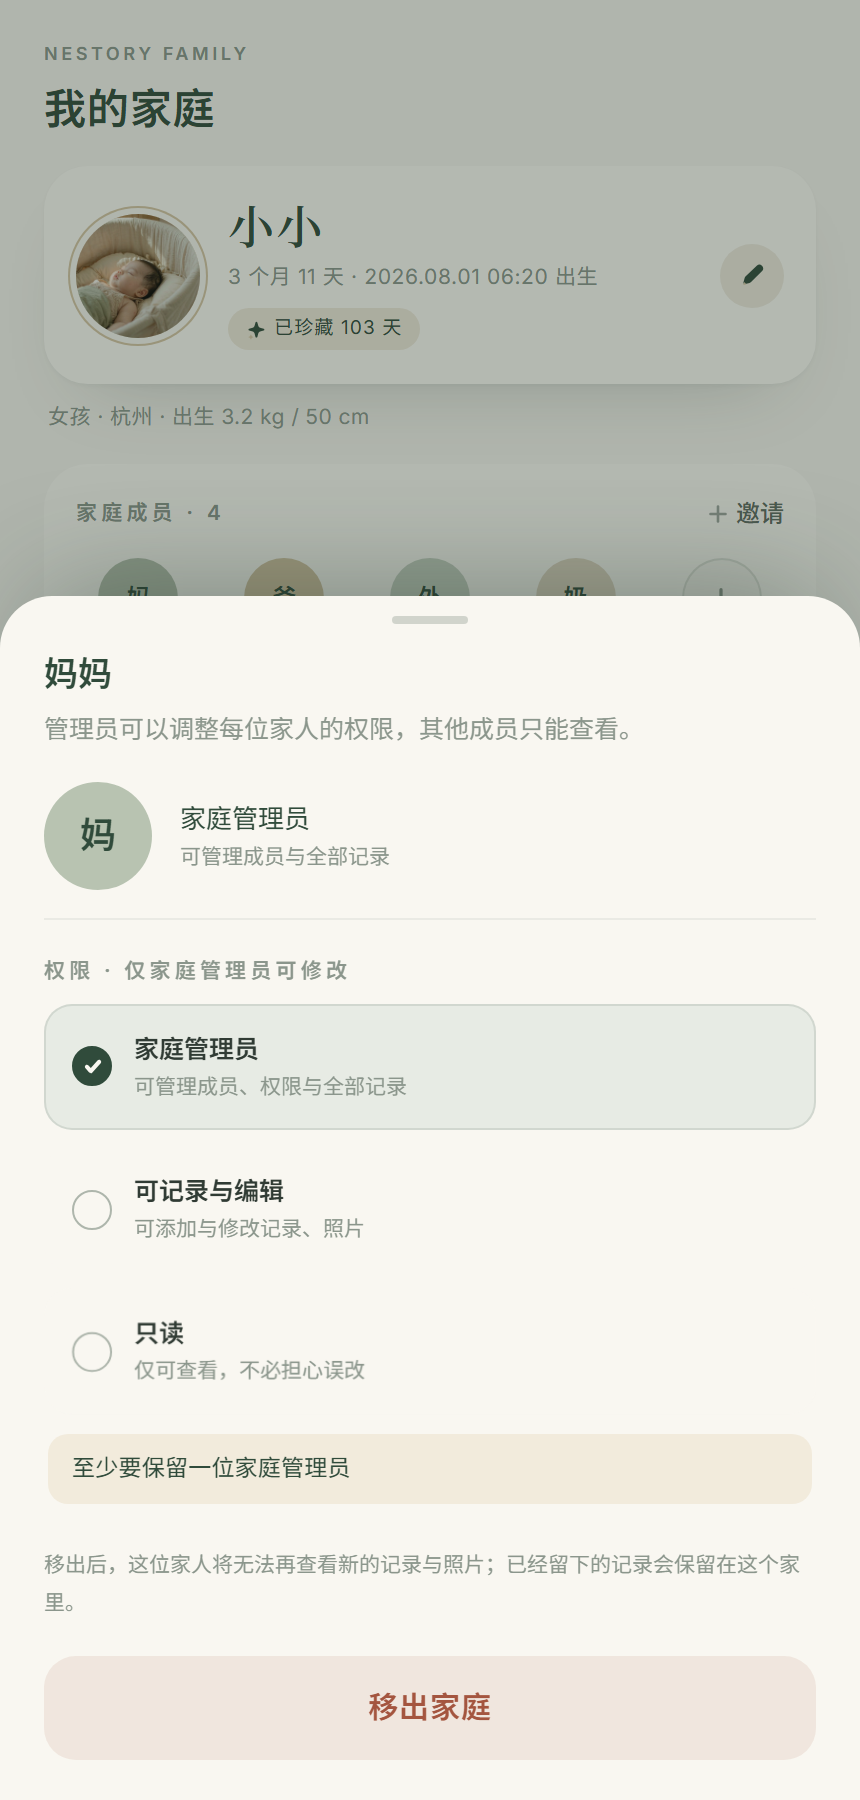 NESTORY FAMILY
我的家庭
小小
3 个月 11 天 · 2026.08.01 06:20 出生
已珍藏 103 天
女孩 · 杭州 · 出生 3.2 kg / 50 cm
家庭成员 · 4
+ 邀请
妈妈
管理员可以调整每位家人的权限，其他成员只能查看。
妈
家庭管理员
可管理成员与全部记录
权限 · 仅家庭管理员可修改
家庭管理员
可管理成员、权限与全部记录
可记录与编辑
可添加与修改记录、照片
只读
仅可查看，不必担心误改
至少要保留一位家庭管理员
移出后，这位家人将无法再查看新的记录与照片；已经留下的记录会保留在这个家
里。
移出家庭